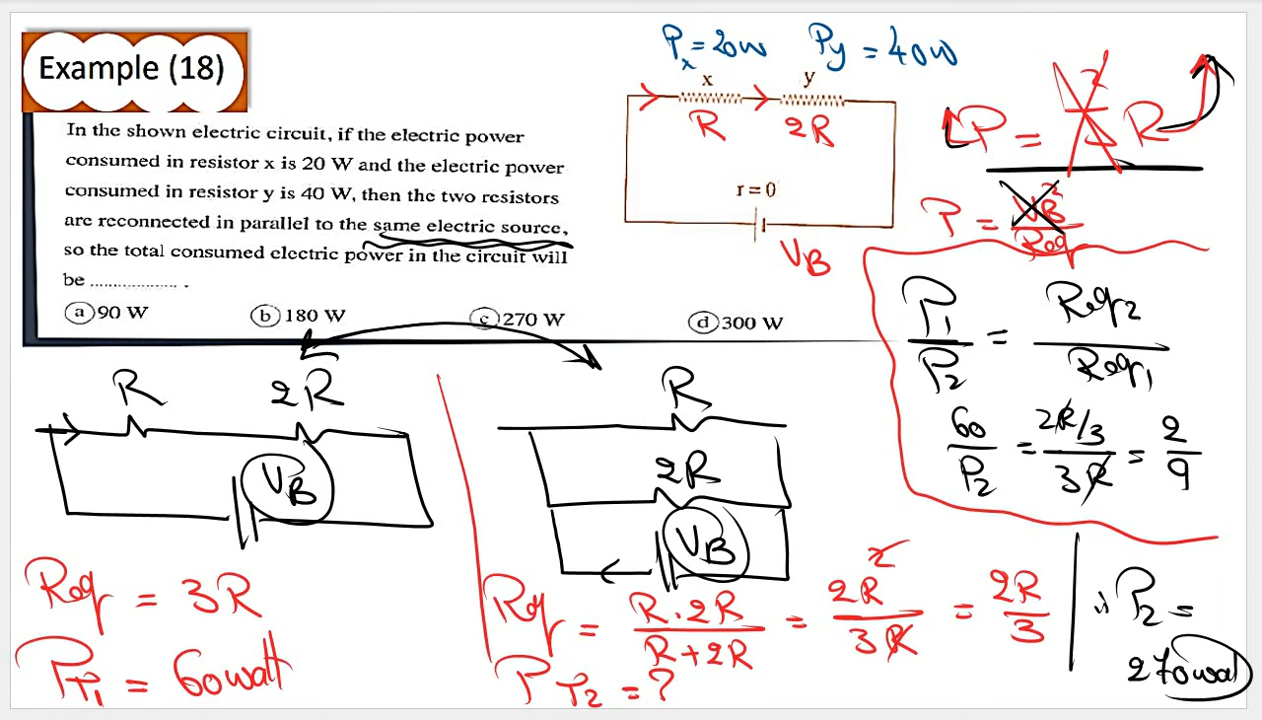 Example (18)
In the shown electric circuit, if the electric power
consumed in resistor x is 20 W and the electric power
consumed in resistor y is 40 W, then the two resistors
are reconnected in parallel to the same electric source,
so the total consumed electric power in the circuit will
be .................. .
a 90 W b 180 W c 270 W d 300 W
Px = 20w Py = 40w
x y
R 2R
r = 0
VB
P = I² R
P = VB² / Req
P1 / P2 = Req2 / Req1
60 / P2 = 2R/3 / 3R = 2 / 9
R 2R
VB
Req = 3R
PT1 = 60watt
R
2R
VB
Req = R.2R / R+2R = 2R² / 3R = 2R / 3
PT2 = ?
∴ P2 =
270wat